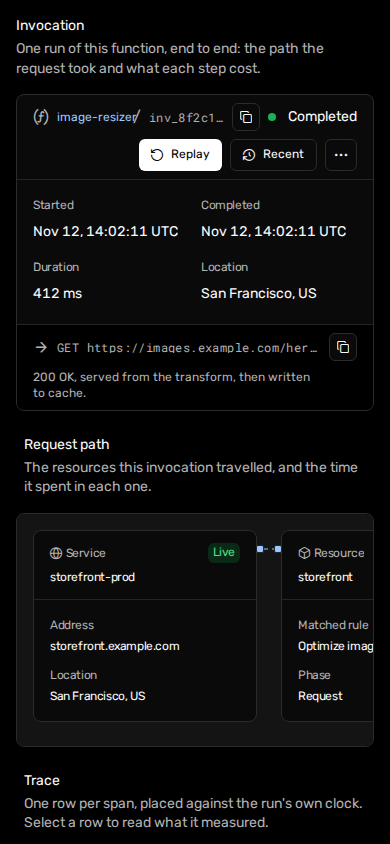 Invocation
One run of this function, end to end: the path the
request took and what each step cost.
image-resizer / inv_8f2c1… Completed
Replay Recent ···
Started Completed
Nov 12, 14:02:11 UTC Nov 12, 14:02:11 UTC
Duration Location
412 ms San Francisco, US
GET https://images.example.com/her…
200 OK, served from the transform, then written
to cache.
Request path
The resources this invocation travelled, and the time
it spent in each one.
Service Live Resource
storefront-prod storefront
Address Matched rule
storefront.example.com Optimize imag
Location Phase
San Francisco, US Request
Trace
One row per span, placed against the run's own clock.
Select a row to read what it measured.